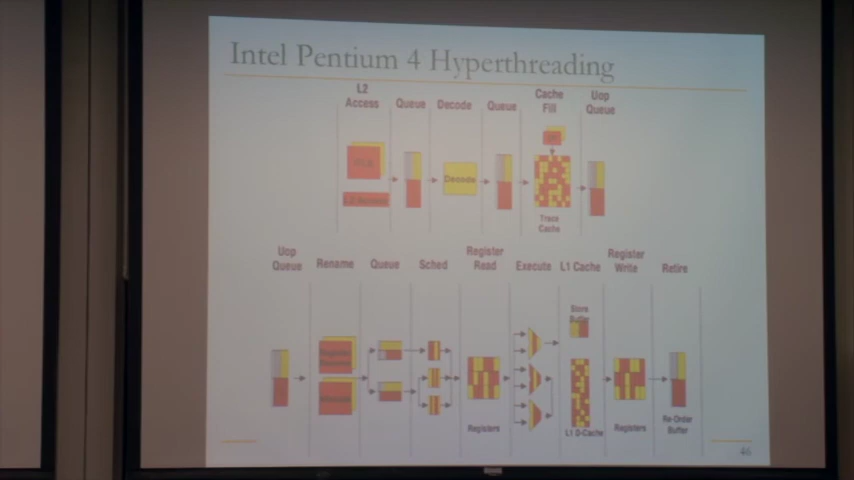 Intel Pentium 4 Hyperthreading
L2 Access
Queue
Decode
Queue
Cache Fill
Uop Queue
Decode
Trace Cache
Uop Queue
Rename
Queue
Sched
Register Read
Execute
L1 Cache
Register Write
Retire
Store Buffer
Registers
L1 D-Cache
Registers
Re-Order Buffer
46